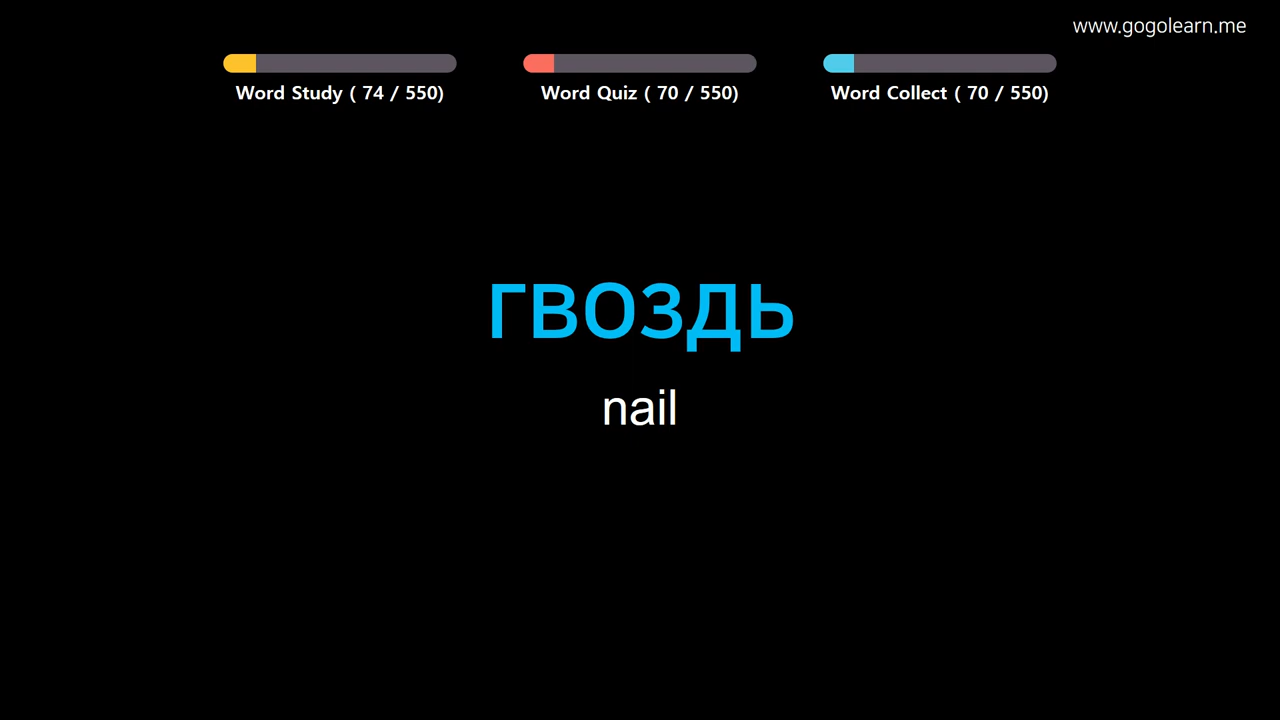 www.gogolearn.me
Word Study ( 74 / 550)
Word Quiz ( 70 / 550)
Word Collect ( 70 / 550)
гвоздь
nail